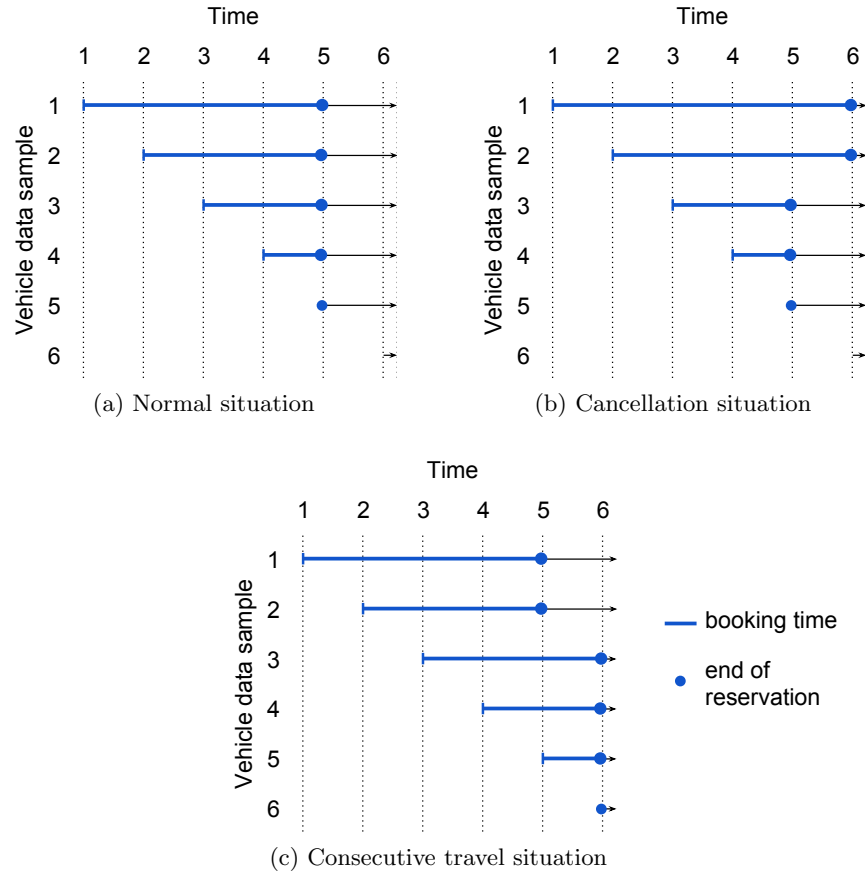 Time
1 2 3 4 5 6
Vehicle data sample
1
2
3
4
5
6
(a) Normal situation
Time
1 2 3 4 5 6
Vehicle data sample
1
2
3
4
5
6
(b) Cancellation situation
Time
1 2 3 4 5 6
Vehicle data sample
1
2
3
4
5
6
booking time
end of
reservation
(c) Consecutive travel situation